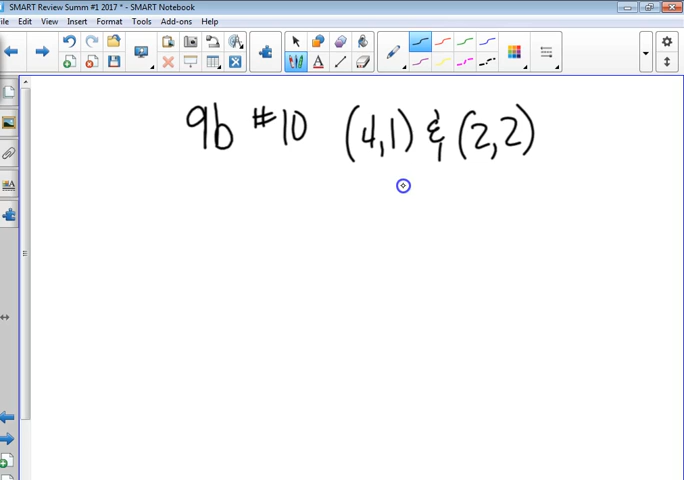 SMART Review Summ #1 2017 * - SMART Notebook
File Edit View Insert Format Tools Add-ons Help
9b #10 (4,1) & (2,2)